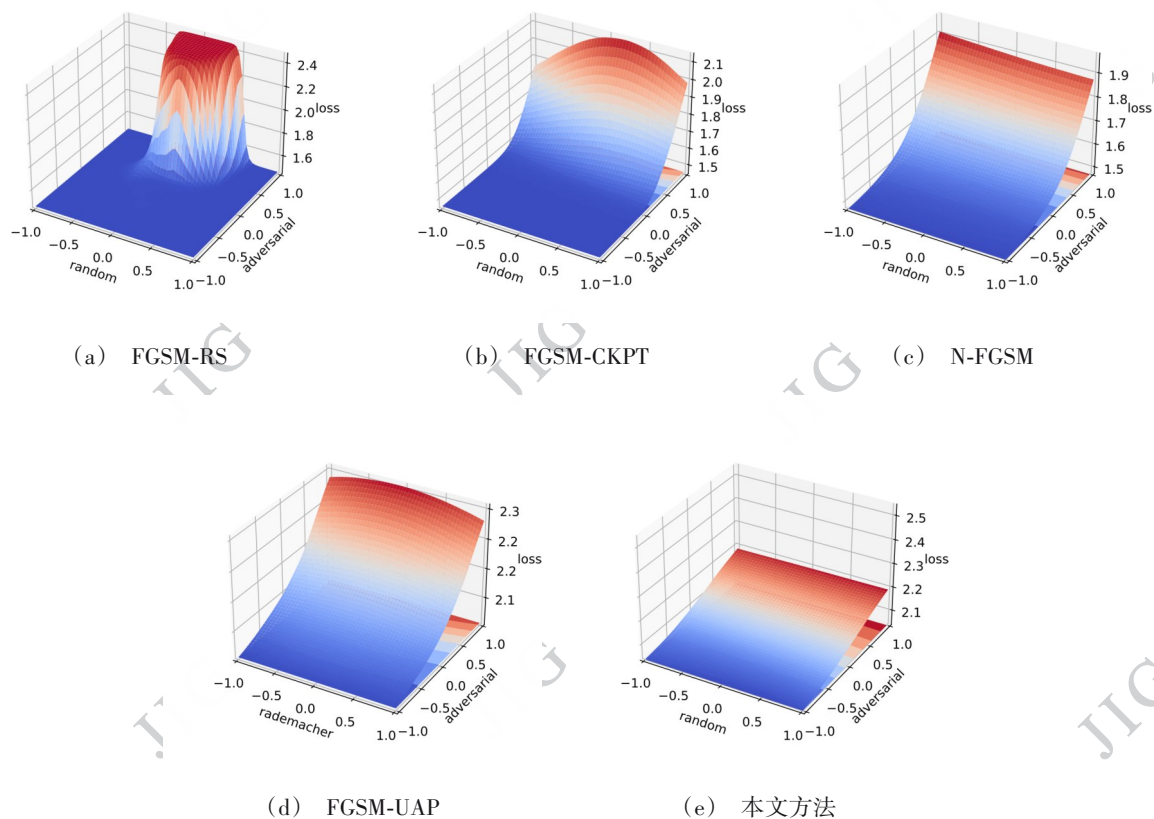 2.4
2.2
2.0
1.8
1.6
loss
−1.0 −0.5 0.0 0.5 1.0
random
−1.0 −0.5 0.0 0.5 1.0
adversarial
2.1
2.0
1.9
1.8
1.7
1.6
1.5
loss
−1.0 −0.5 0.0 0.5 1.0
random
−1.0 −0.5 0.0 0.5 1.0
adversarial
1.9
1.8
1.7
1.6
1.5
loss
−1.0 −0.5 0.0 0.5 1.0
random
−1.0 −0.5 0.0 0.5 1.0
adversarial
(a) FGSM-RS
(b) FGSM-CKPT
(c) N-FGSM
JIG
JIG
JIG
2.3
2.2
2.2
2.1
loss
−1.0 −0.5 0.0 0.5 1.0
rademacher
−1.0 −0.5 0.0 0.5 1.0
adversarial
2.5
2.4
2.3
2.2
2.1
loss
−1.0 −0.5 0.0 0.5 1.0
random
−1.0 −0.5 0.0 0.5 1.0
adversarial
JIG
JIG
JIG
(d) FGSM-UAP
(e) 本文方法